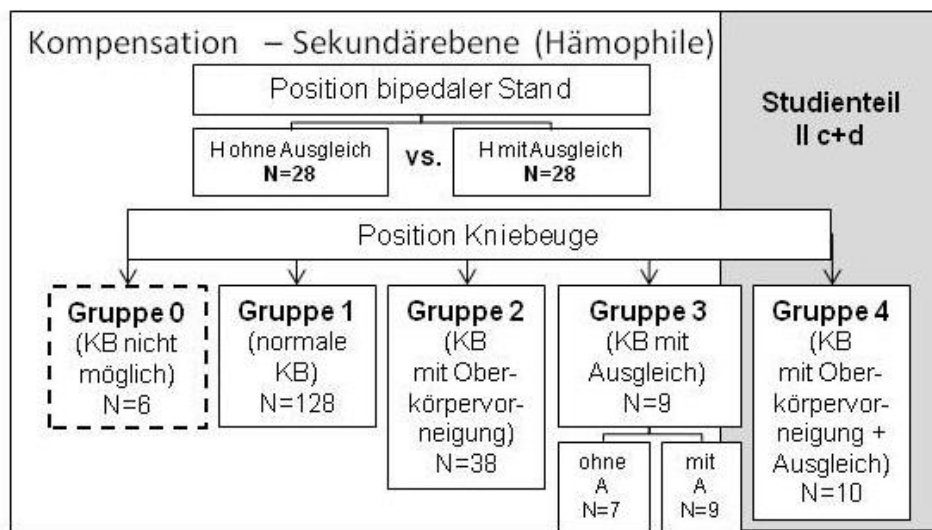 Kompensation – Sekundärebene (Hämophile)
Position bipedaler Stand
H ohne Ausgleich
N=28
vs.
H mit Ausgleich
N=28
Studienteil
II c+d
Position Kniebeuge
Gruppe 0
(KB nicht
möglich)
N=6
Gruppe 1
(normale
KB)
N=128
Gruppe 2
(KB
mit Ober-
körpervor-
neigung)
N=38
Gruppe 3
(KB mit
Ausgleich)
N=9
ohne
A
N=7
mit
A
N=9
Gruppe 4
(KB
mit Ober-
körpervor-
neigung +
Ausgleich)
N=10